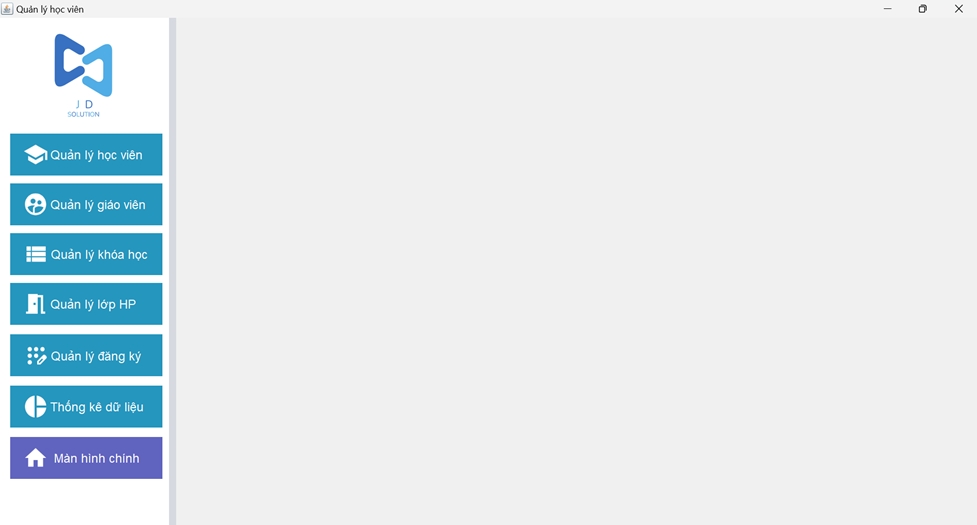 Quản lý học viên
J D
SOLUTION
Quản lý học viên
Quản lý giáo viên
Quản lý khóa học
Quản lý lớp HP
Quản lý đăng ký
Thống kê dữ liệu
Màn hình chính